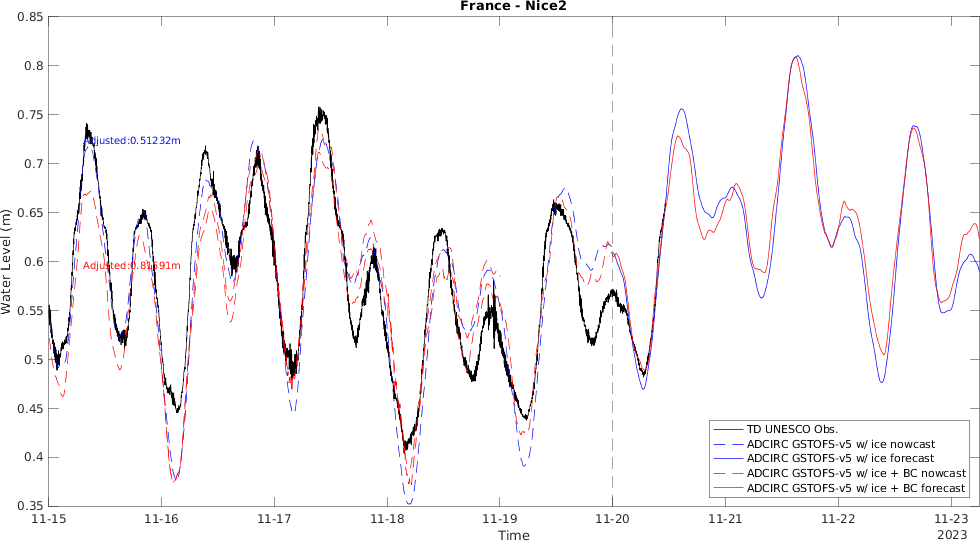 France - Nice2
0.85
0.8
0.75
0.7
0.65
0.6
0.55
0.5
0.45
0.4
0.35
Water Level (m)
Adjusted:0.51232m
Adjusted:0.81591m
11-15 11-16 11-17 11-18 11-19 11-20 11-21 11-22 11-23
2023
Time
TD UNESCO Obs.
ADCIRC GSTOFS-v5 w/ ice nowcast
ADCIRC GSTOFS-v5 w/ ice forecast
ADCIRC GSTOFS-v5 w/ ice + BC nowcast
ADCIRC GSTOFS-v5 w/ ice + BC forecast